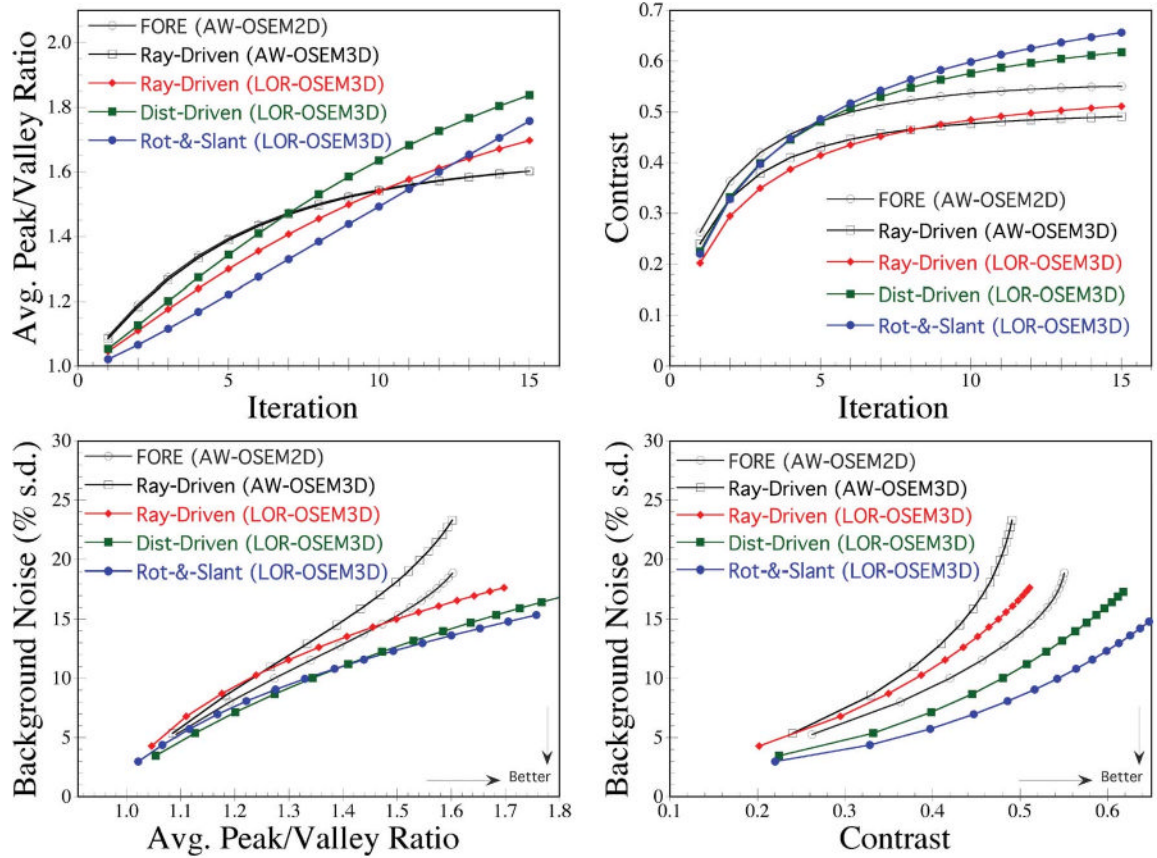 Avg. Peak/Valley Ratio
2.0
1.8
1.6
1.4
1.2
1.0
FORE (AW-OSEM2D)
Ray-Driven (AW-OSEM3D)
Ray-Driven (LOR-OSEM3D)
Dist-Driven (LOR-OSEM3D)
Rot-&-Slant (LOR-OSEM3D)
0 5 10 15
Iteration
Contrast
0.7
0.6
0.5
0.4
0.3
0.2
0.1
0
FORE (AW-OSEM2D)
Ray-Driven (AW-OSEM3D)
Ray-Driven (LOR-OSEM3D)
Dist-Driven (LOR-OSEM3D)
Rot-&-Slant (LOR-OSEM3D)
0 5 10 15
Iteration
Background Noise (% s.d.)
30
25
20
15
10
5
0
FORE (AW-OSEM2D)
Ray-Driven (AW-OSEM3D)
Ray-Driven (LOR-OSEM3D)
Dist-Driven (LOR-OSEM3D)
Rot-&-Slant (LOR-OSEM3D)
Better
1.0 1.1 1.2 1.3 1.4 1.5 1.6 1.7 1.8
Avg. Peak/Valley Ratio
Background Noise (% s.d.)
30
25
20
15
10
5
0
FORE (AW-OSEM2D)
Ray-Driven (AW-OSEM3D)
Ray-Driven (LOR-OSEM3D)
Dist-Driven (LOR-OSEM3D)
Rot-&-Slant (LOR-OSEM3D)
Better
0.1 0.2 0.3 0.4 0.5 0.6
Contrast